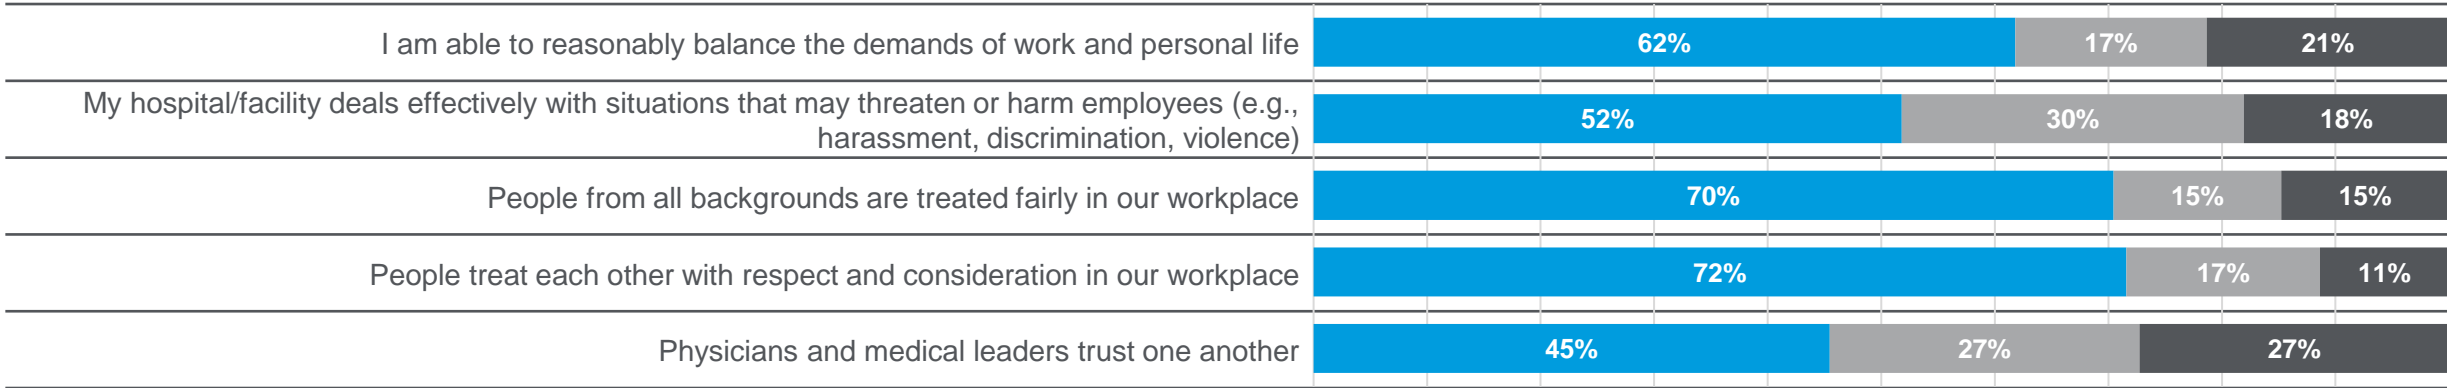 I am able to reasonably balance the demands of work and personal life 62% 17% 21%
My hospital/facility deals effectively with situations that may threaten or harm employees (e.g.,
harassment, discrimination, violence) 52% 30% 18%
People from all backgrounds are treated fairly in our workplace 70% 15% 15%
People treat each other with respect and consideration in our workplace 72% 17% 11%
Physicians and medical leaders trust one another 45% 27% 27%